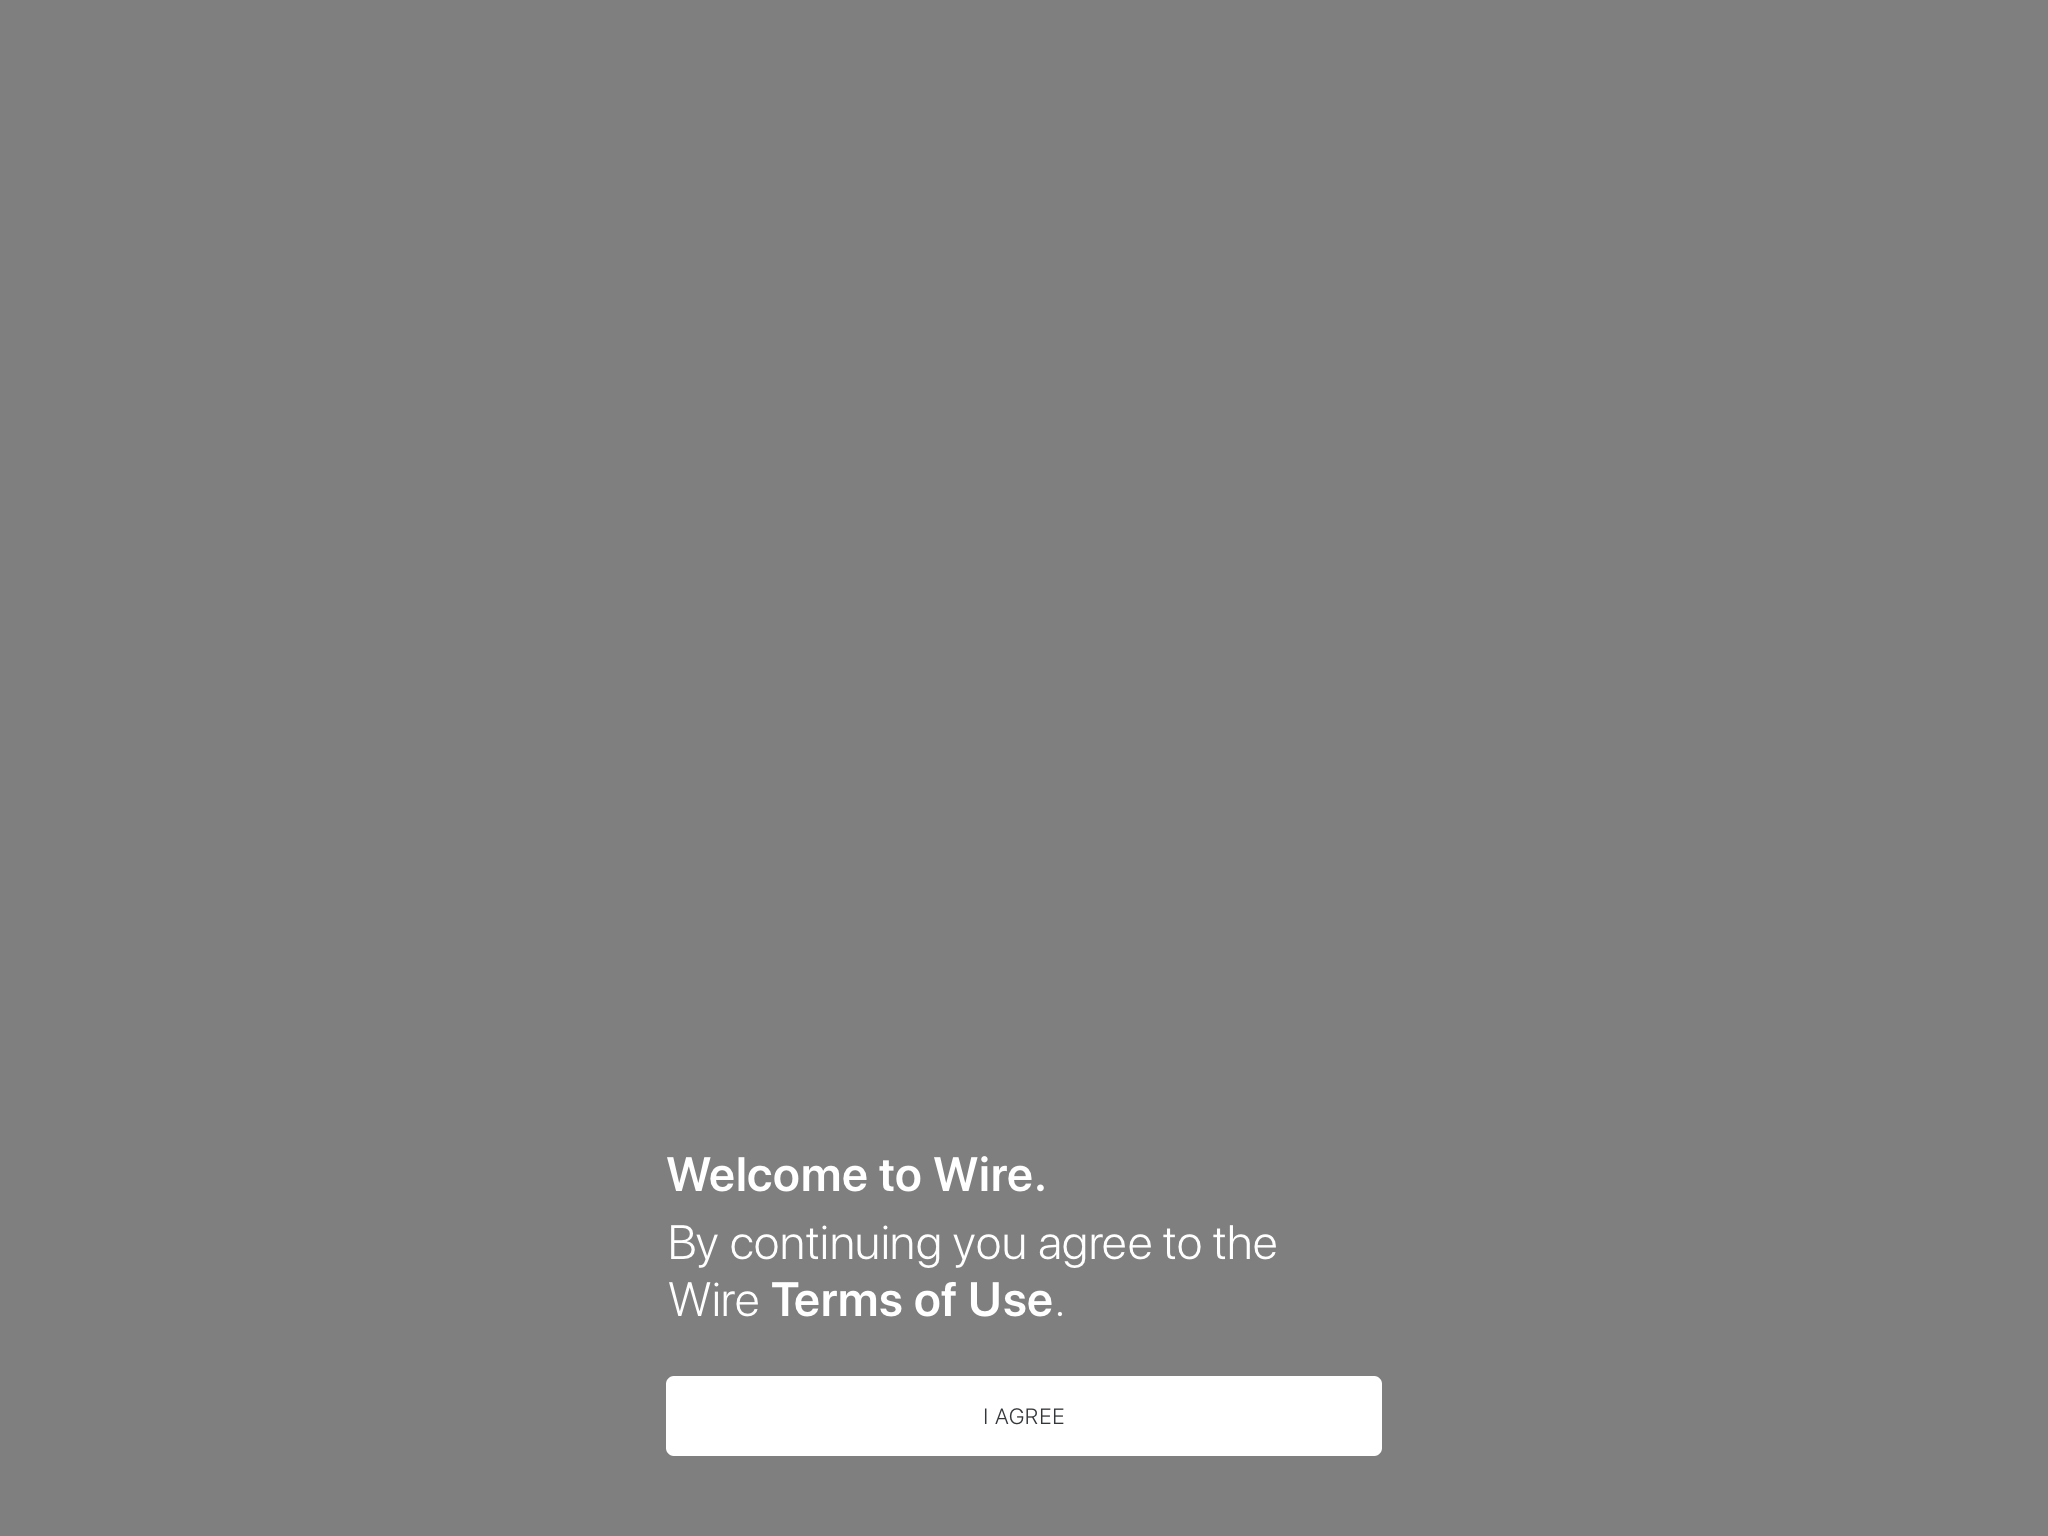 Welcome to Wire.
By continuing you agree to the
Wire Terms of Use.
I AGREE